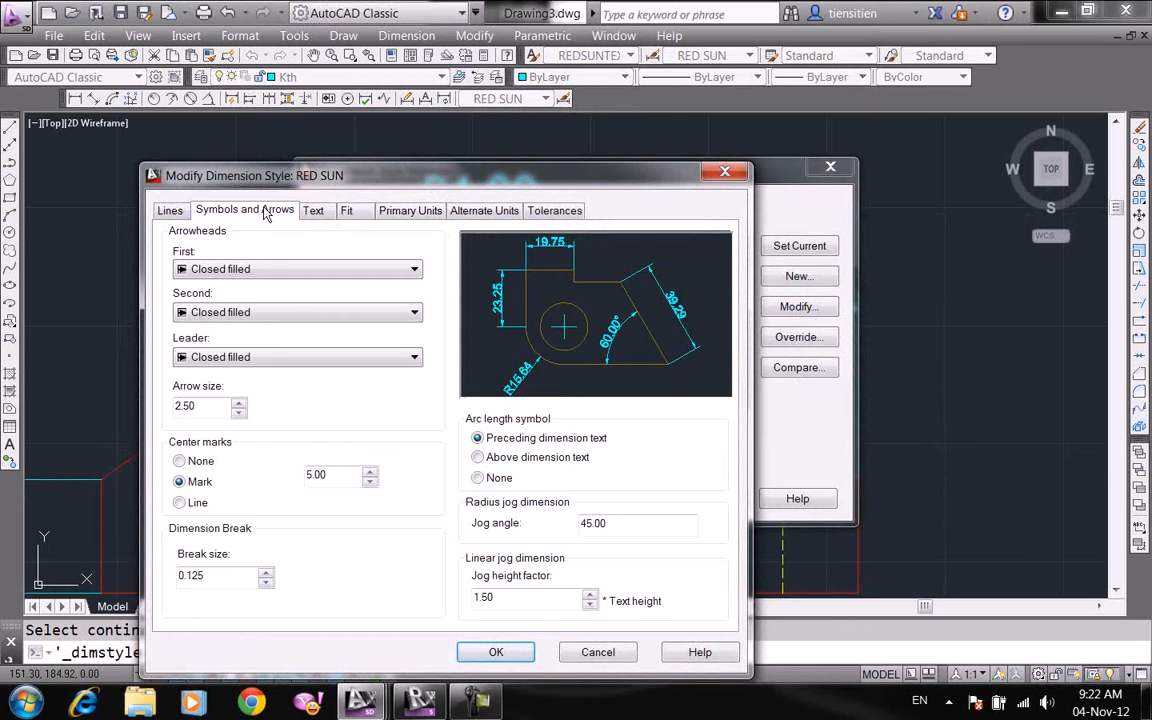 AutoCAD Classic
Drawing3.dwg
Type a keyword or phrase
tiensitien
File Edit View Insert Format Tools Draw Dimension Modify Parametric Window Help
REDSUNTE
RED SUN
Standard
Standard
AutoCAD Classic
Kth
ByLayer
ByLayer
ByLayer
ByColor
RED SUN
[−][Top][2D Wireframe]
N
W TOP E
S
WCS
Modify Dimension Style: RED SUN
Lines Symbols and Arrows Text Fit Primary Units Alternate Units Tolerances
Arrowheads
First:
Closed filled
Second:
Closed filled
Leader:
Closed filled
Arrow size:
2.50
Center marks
None
Mark
5.00
Line
Dimension Break
Break size:
0.125
19.75
23.25
39.29
60.00°
R15.64
Arc length symbol
Preceding dimension text
Above dimension text
None
Radius jog dimension
Jog angle:
45.00
Linear jog dimension
Jog height factor:
1.50
* Text height
OK
Cancel
Help
Set Current
New...
Modify...
Override...
Compare...
Help
Y
X
Model
Select contin
'_dimstyle
151.30, 184.92, 0.00
MODEL
1:1
EN
9:22 AM
04-Nov-12